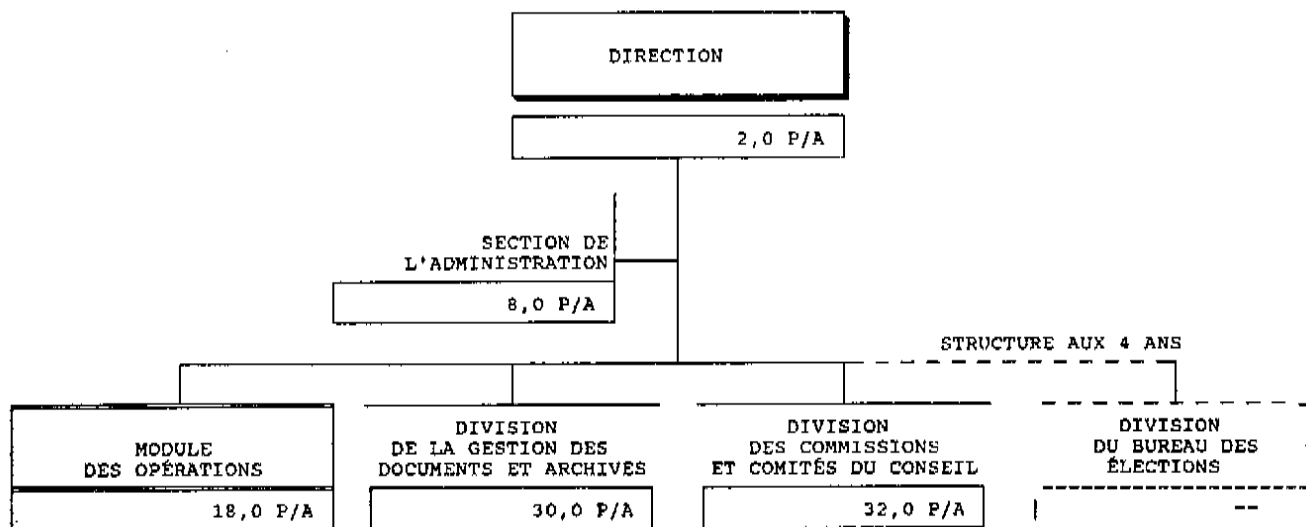 DIRECTION
2,0 P/A
SECTION DE
L'ADMINISTRATION
8,0 P/A
STRUCTURE AUX 4 ANS
MODULE
DES OPÉRATIONS
18,0 P/A
DIVISION
DE LA GESTION DES
DOCUMENTS ET ARCHIVES
30,0 P/A
DIVISION
DES COMMISSIONS
ET COMITÉS DU CONSEIL
32,0 P/A
DIVISION
DU BUREAU DES
ÉLECTIONS
--